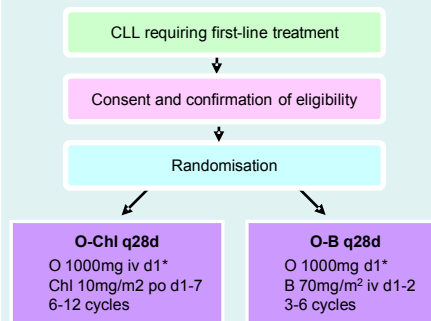 CLL requiring first-line treatment
Consent and confirmation of eligibility
Randomisation
O-Chl q28d
O 1000mg iv d1*
Chl 10mg/m2 po d1-7
6-12 cycles
O-B q28d
O 1000mg d1*
B 70mg/m² iv d1-2
3-6 cycles